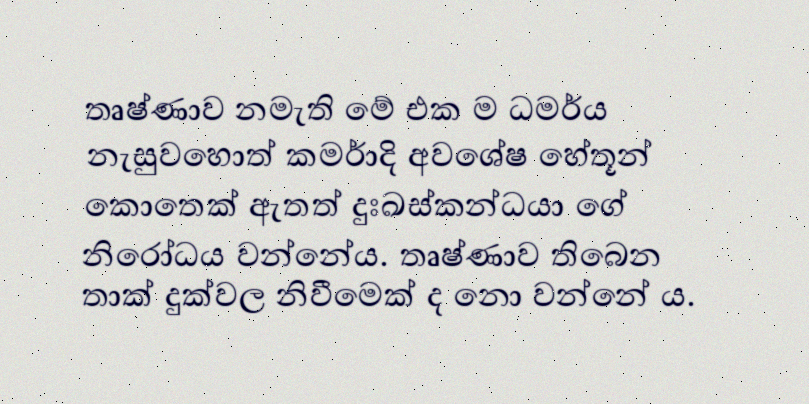 තෘෂ්ණාව නමැති මේ එක ම ධර්මය
නැසුවහොත් කර්මාදි අවශේෂ හේතූන්
කොතෙක් ඇතත් දුඃඛස්කන්ධයා ගේ
නිරෝධය වන්නේය. තෘෂ්ණාව තිබෙන
තාක් දුක්වල නිවීමෙක් ද නො වන්නේ ය.